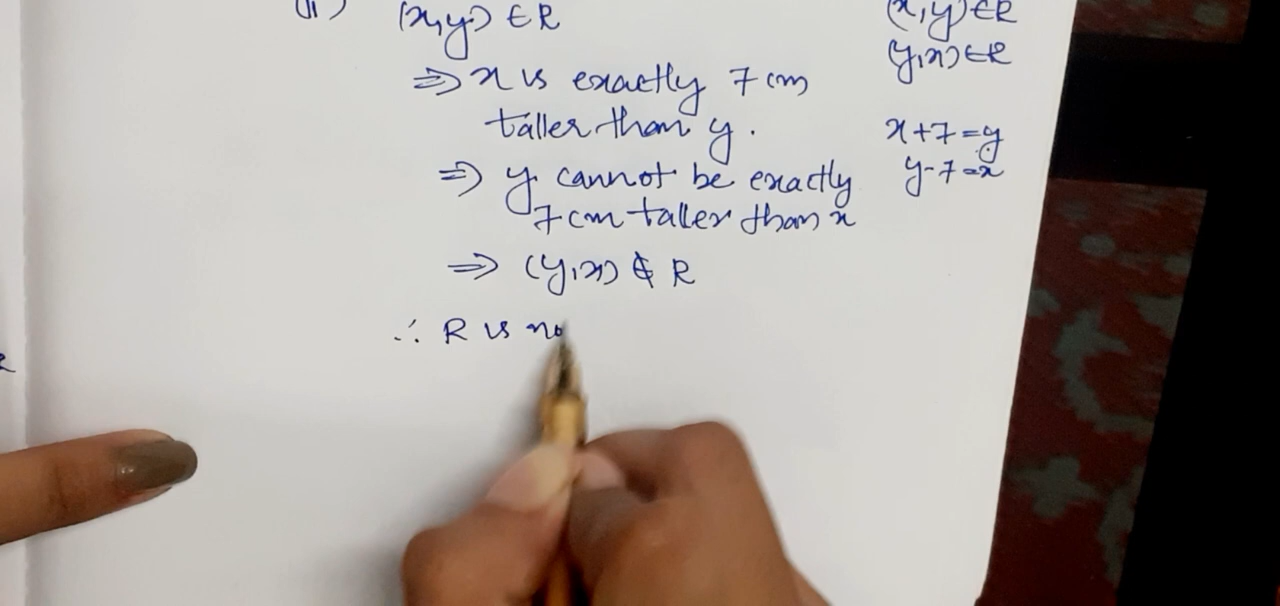 (ii) (x,y) ∈ R
⇒ x is exactly 7 cm
taller than y.
⇒ y cannot be exactly
7 cm taller than x
⇒ (y,x) ∉ R
∴ R is no
(x,y) ∈ R
(y,x) ∈ R
x+7=y
y-7=x